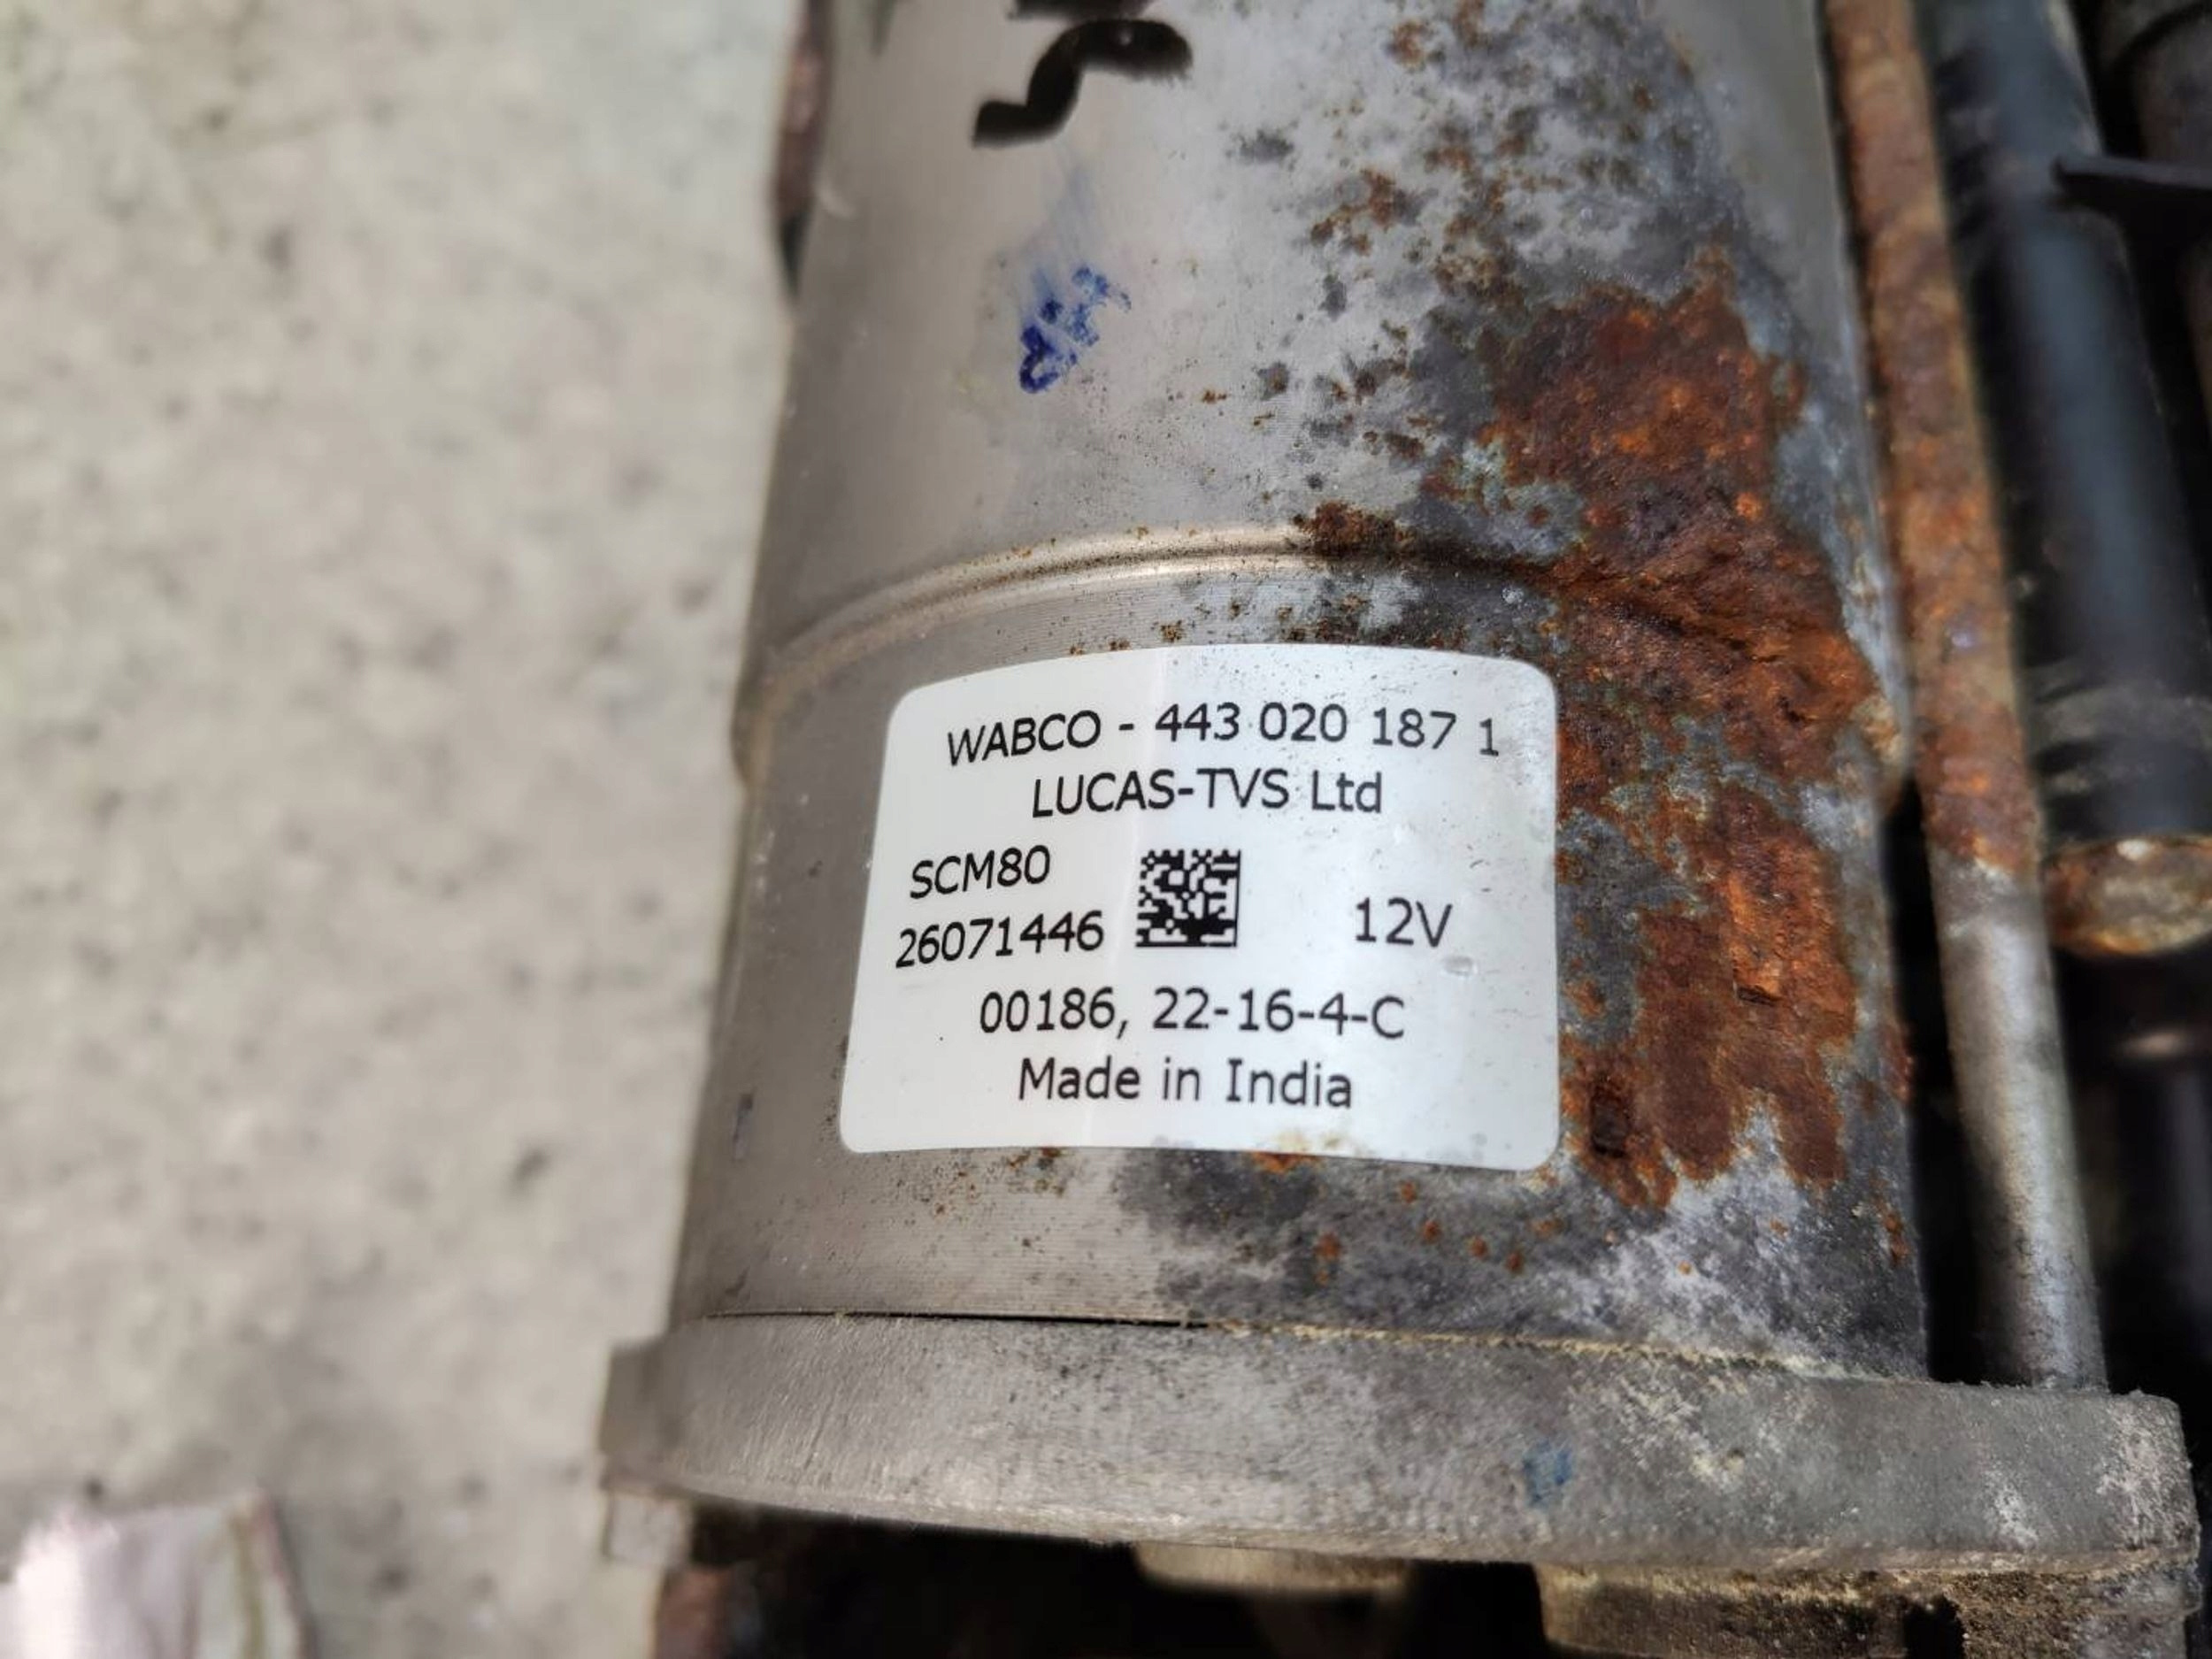 WABCO - 443 020 187 1
LUCAS-TVS Ltd
SCM80
26071446 12V
00186, 22-16-4-C
Made in India